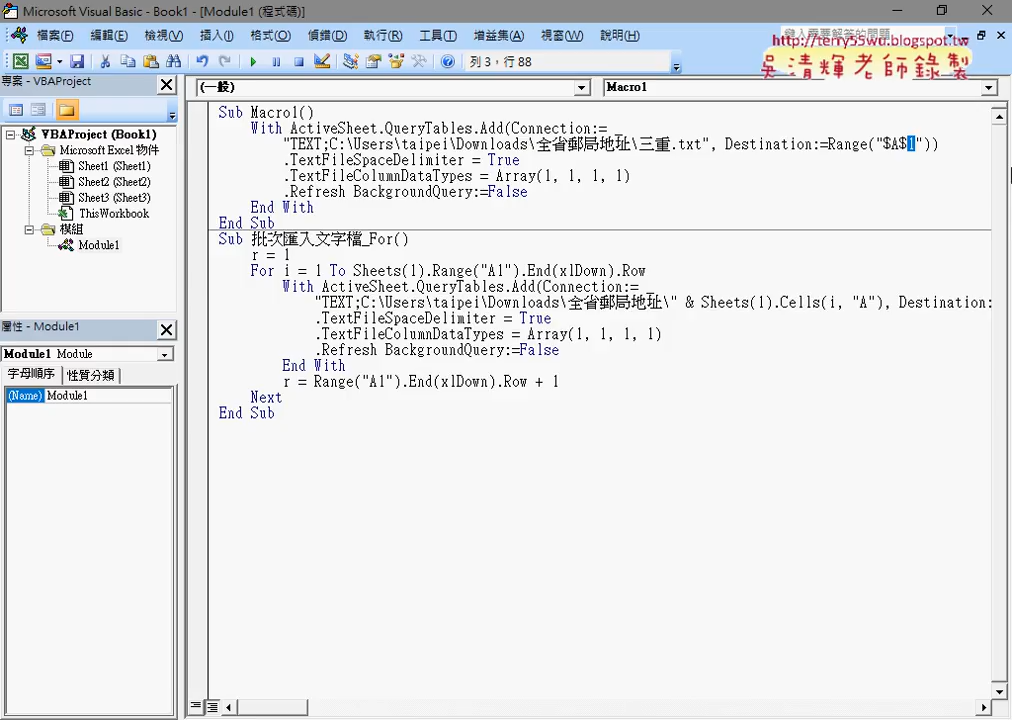 Microsoft Visual Basic - Book1 - [Module1 (程式碼)]
檔案(F) 編輯(E) 檢視(V) 插入(I) 格式(O) 偵錯(D) 執行(R) 工具(T) 增益集(A) 視窗(W) 說明(H)
http://terry55wu.blogspot.tw
吳清輝老師錄製
列 3，行 88
專案 - VBAProject
(一般)
Macro1
VBAProject (Book1)
Microsoft Excel 物件
Sheet1 (Sheet1)
Sheet2 (Sheet2)
Sheet3 (Sheet3)
ThisWorkbook
模組
Module1
屬性 - Module1
Module1 Module
字母順序 性質分類
(Name) Module1
Sub Macro1()
With ActiveSheet.QueryTables.Add(Connection:= _
"TEXT;C:\Users\taipei\Downloads\全省郵局地址\三重.txt", Destination:=Range("$A$1"))
.TextFileSpaceDelimiter = True
.TextFileColumnDataTypes = Array(1, 1, 1, 1)
.Refresh BackgroundQuery:=False
End With
End Sub
Sub 批次匯入文字檔_For()
r = 1
For i = 1 To Sheets(1).Range("A1").End(xlDown).Row
With ActiveSheet.QueryTables.Add(Connection:= _
"TEXT;C:\Users\taipei\Downloads\全省郵局地址\" & Sheets(1).Cells(i, "A"), Destination:
.TextFileSpaceDelimiter = True
.TextFileColumnDataTypes = Array(1, 1, 1, 1)
.Refresh BackgroundQuery:=False
End With
r = Range("A1").End(xlDown).Row + 1
Next
End Sub